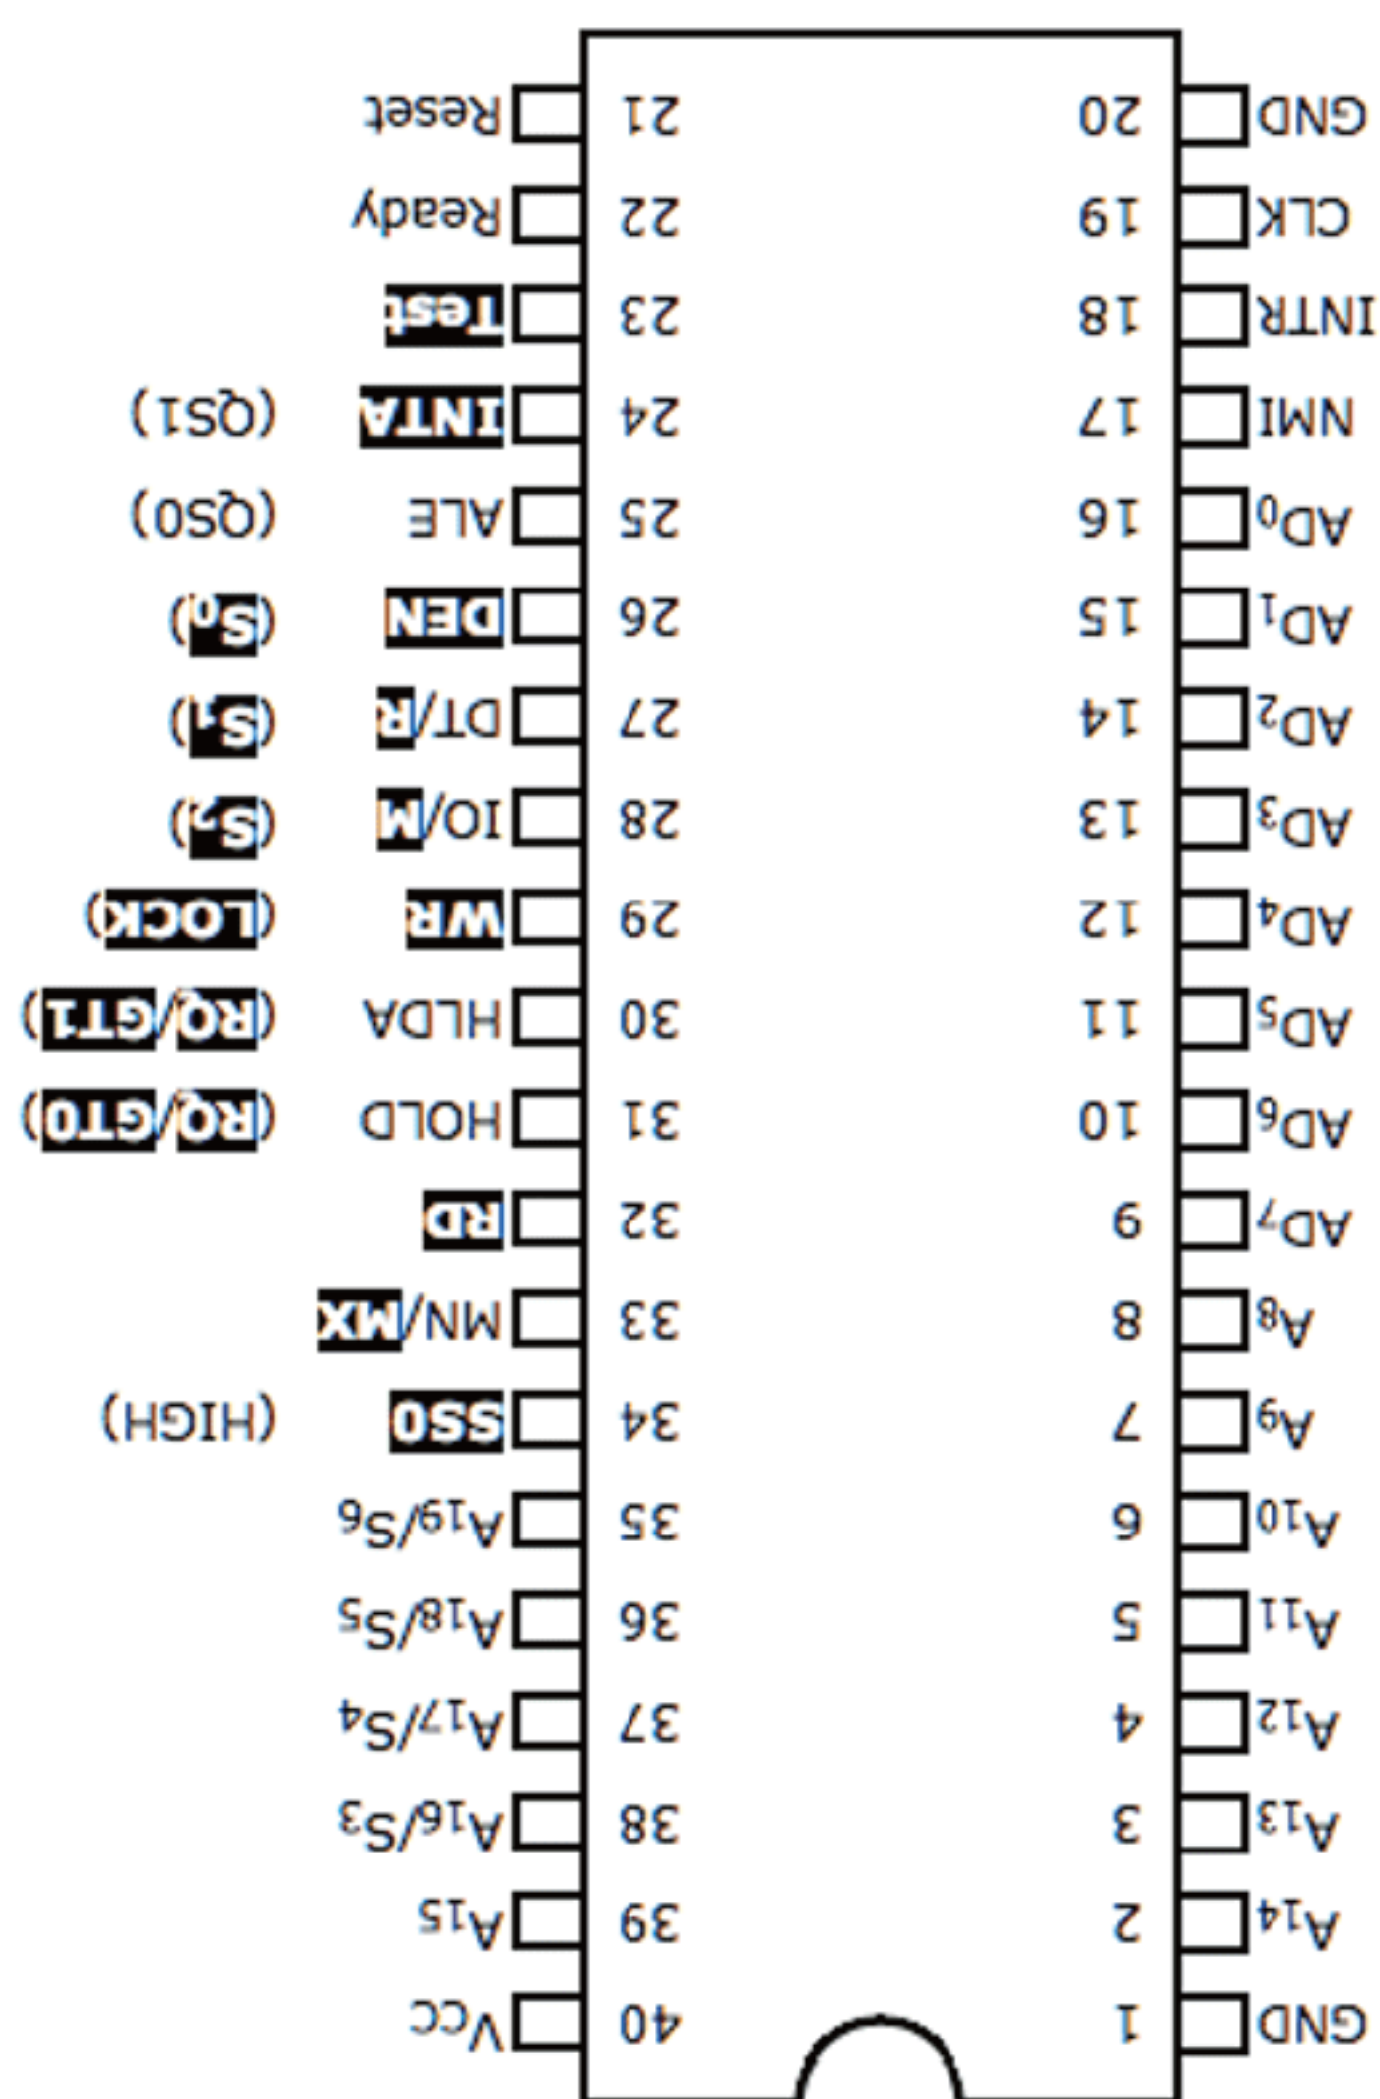 GND 1 40 VCC
A14 2 39 A15
A13 3 38 A16/S3
A12 4 37 A17/S4
A11 5 36 A18/S5
A10 6 35 A19/S6
A9 7 34 SS0 (HIGH)
A8 8 33 MN/MX
AD7 9 32 RD
AD6 10 31 HOLD (RQ/GT0)
AD5 11 30 HLDA (RQ/GT1)
AD4 12 29 WR (LOCK)
AD3 13 28 IO/M (S2)
AD2 14 27 DT/R (S1)
AD1 15 26 DEN (S0)
AD0 16 25 ALE (QS0)
NMI 17 24 INTA (QS1)
INTR 18 23 Test
CLK 19 22 Ready
GND 20 21 Reset